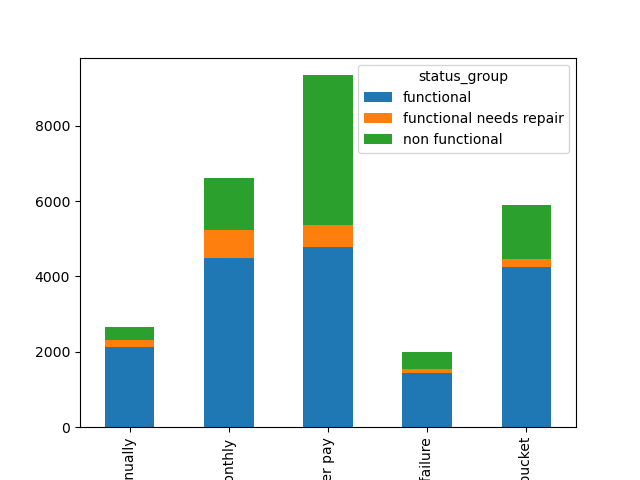 status_group
functional
functional needs repair
non functional
8000
6000
4000
2000
0
nually
onthly
er pay
failure
bucket